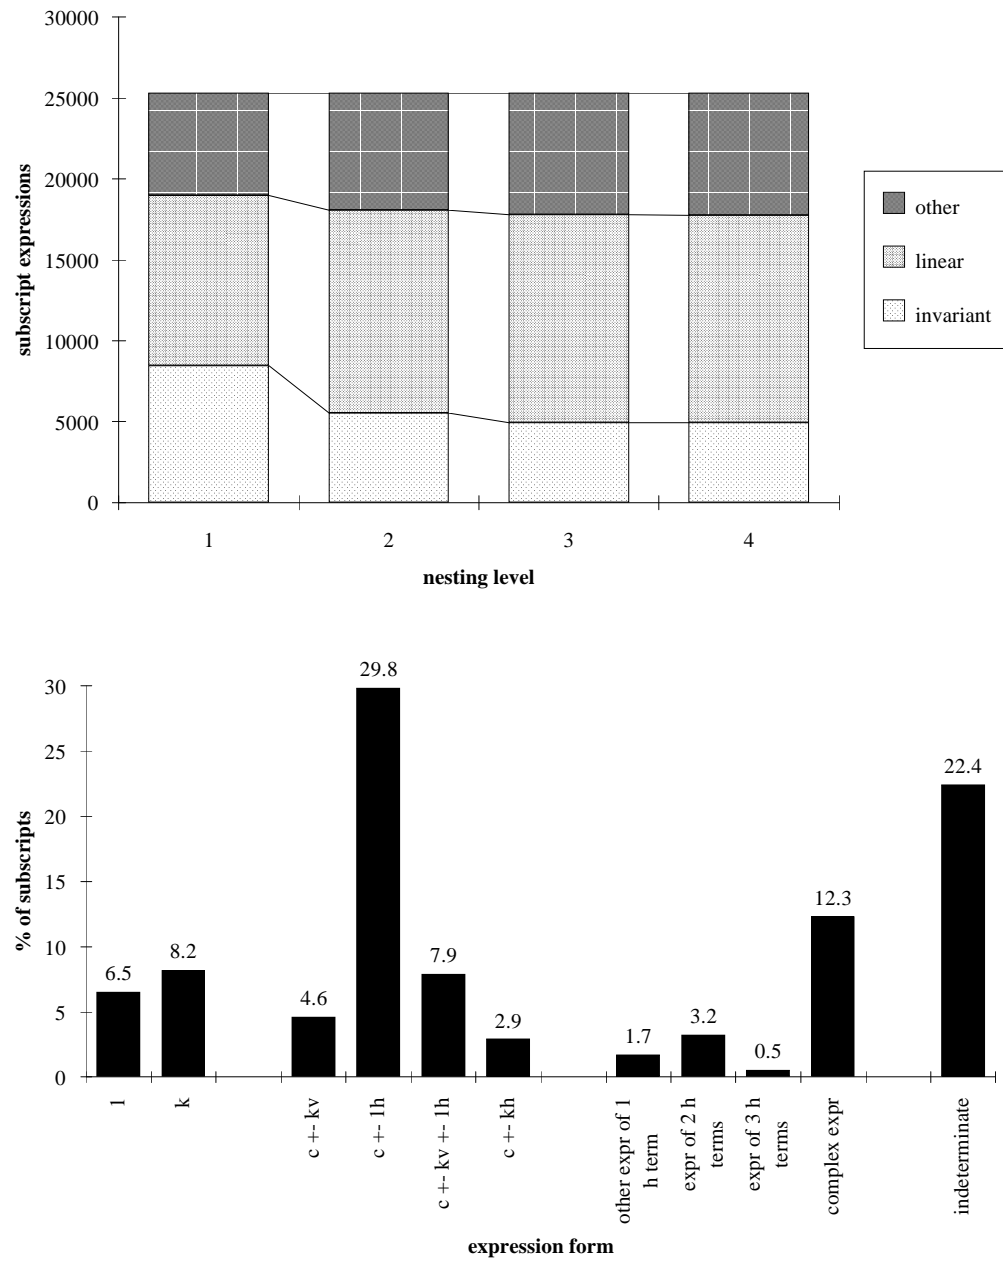 30000
25000
20000
15000
10000
5000
0
subscript expressions
1 2 3 4
nesting level
other
linear
invariant
30
25
20
15
10
5
0
% of subscripts
6.5
8.2
4.6
29.8
7.9
2.9
1.7
3.2
0.5
12.3
22.4
1
k
c +- kv
c +- 1h
c +- kv +- 1h
c +- kh
other expr of 1
h term
expr of 2 h
terms
expr of 3 h
terms
complex expr
indeterminate
expression form